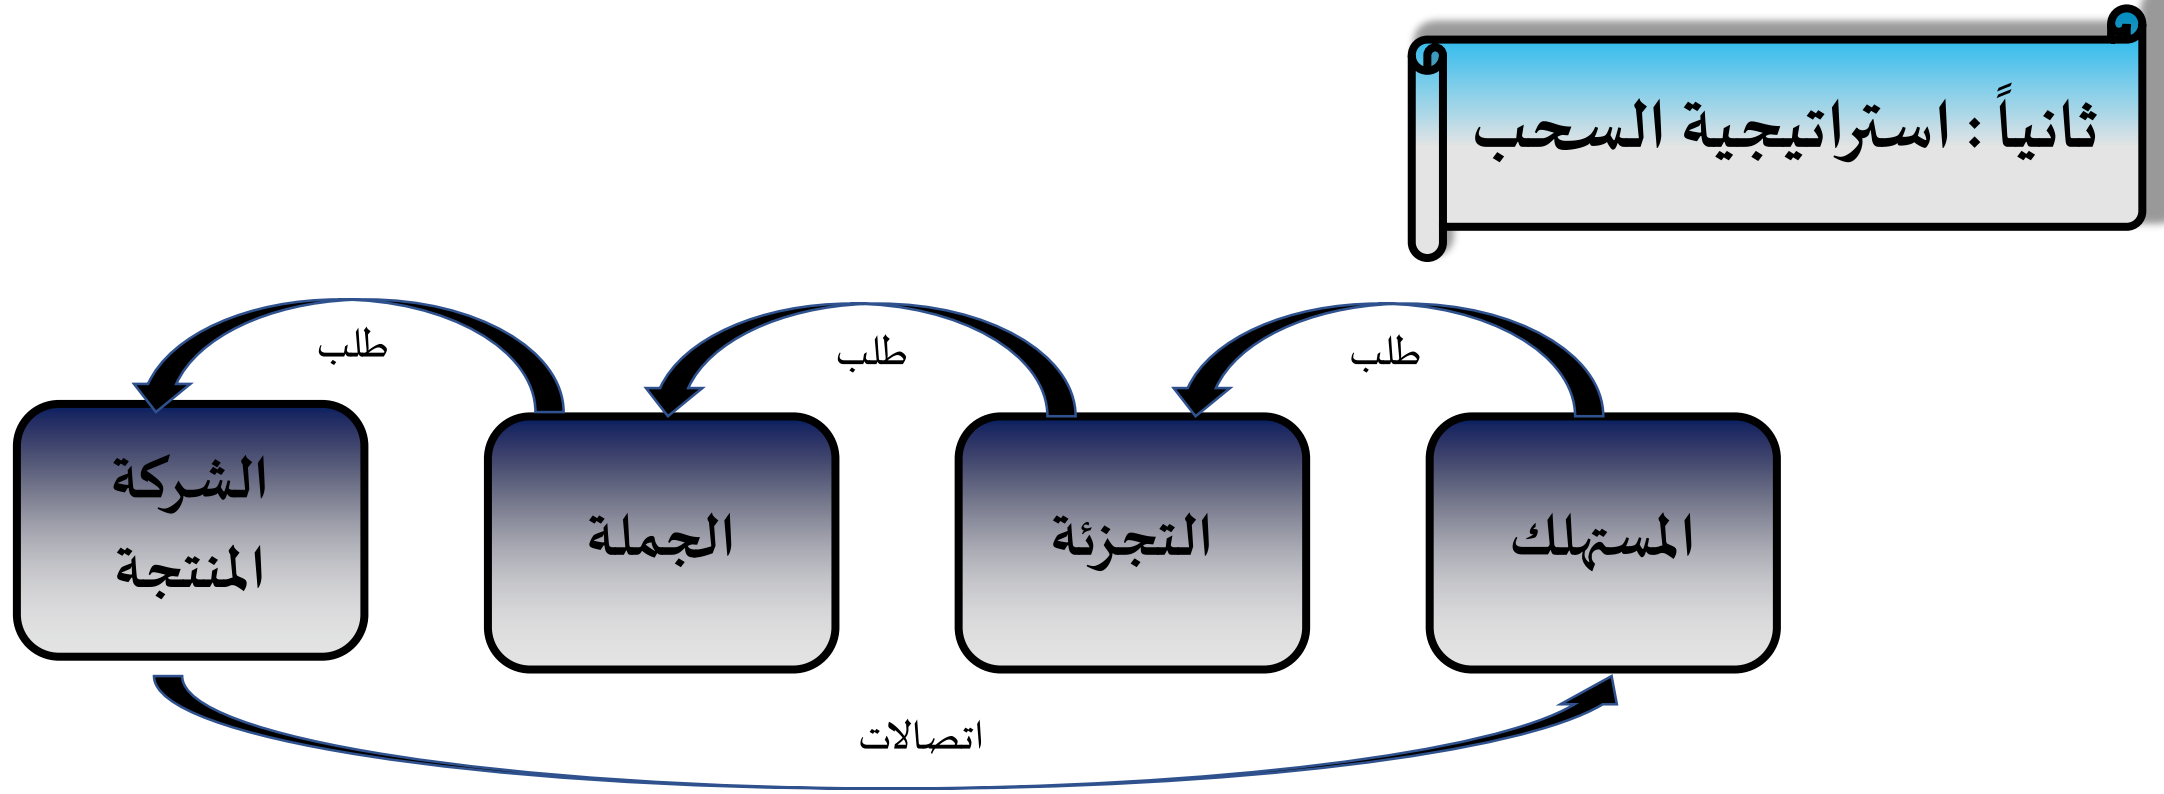 ثانياً : استراتيجية السحب
طلب
طلب
طلب
المستهلك
التجزئة
الجملة
الشركة
المنتجة
اتصالات